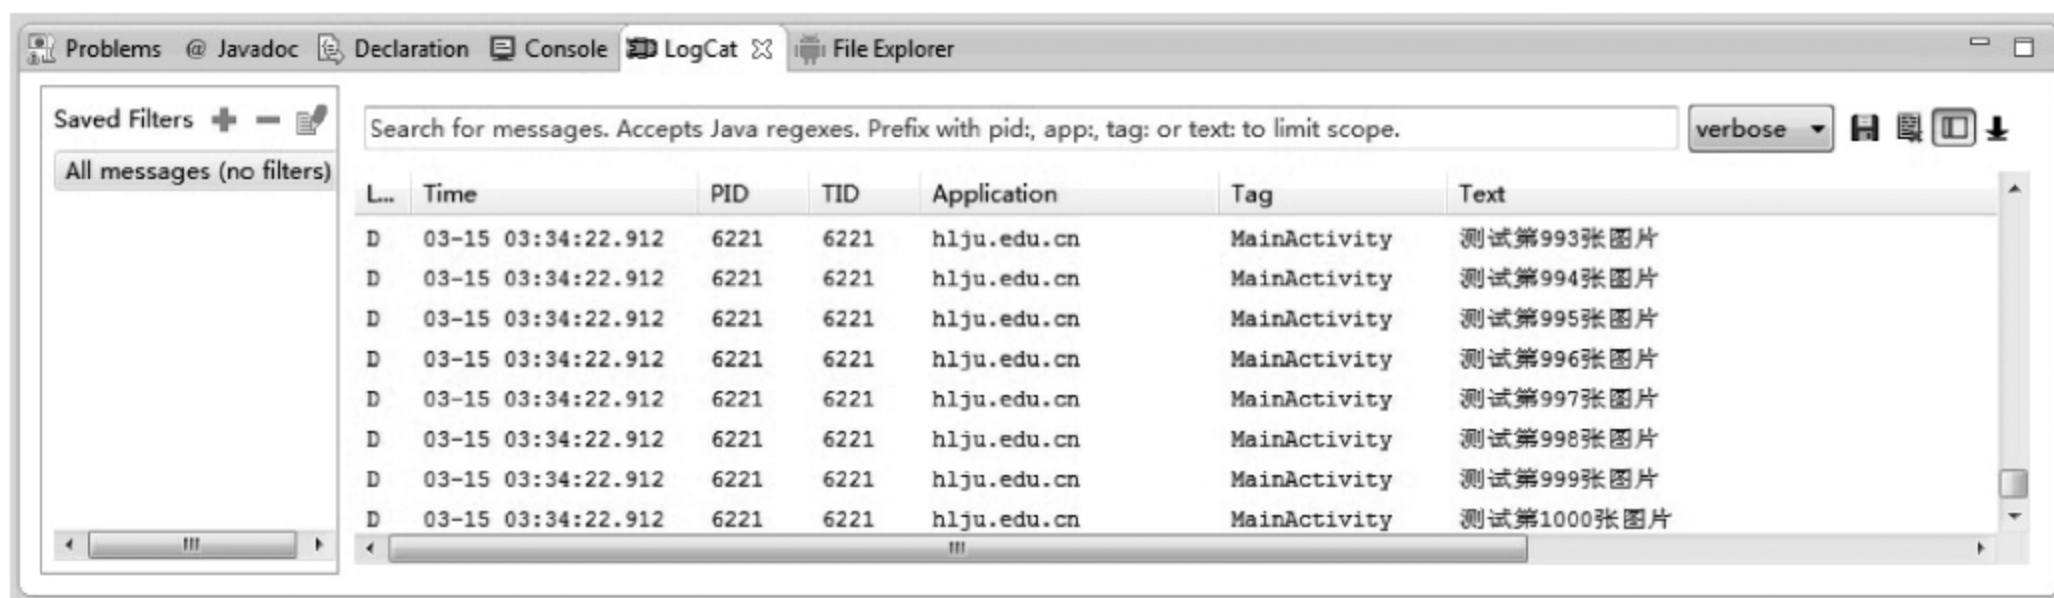 Problems @ Javadoc Declaration Console LogCat File Explorer
Saved Filters
All messages (no filters)
Search for messages. Accepts Java regexes. Prefix with pid:, app:, tag: or text: to limit scope. verbose
L... Time PID TID Application Tag Text
D 03-15 03:34:22.912 6221 6221 hlju.edu.cn MainActivity 测试第993张图片
D 03-15 03:34:22.912 6221 6221 hlju.edu.cn MainActivity 测试第994张图片
D 03-15 03:34:22.912 6221 6221 hlju.edu.cn MainActivity 测试第995张图片
D 03-15 03:34:22.912 6221 6221 hlju.edu.cn MainActivity 测试第996张图片
D 03-15 03:34:22.912 6221 6221 hlju.edu.cn MainActivity 测试第997张图片
D 03-15 03:34:22.912 6221 6221 hlju.edu.cn MainActivity 测试第998张图片
D 03-15 03:34:22.912 6221 6221 hlju.edu.cn MainActivity 测试第999张图片
D 03-15 03:34:22.912 6221 6221 hlju.edu.cn MainActivity 测试第1000张图片